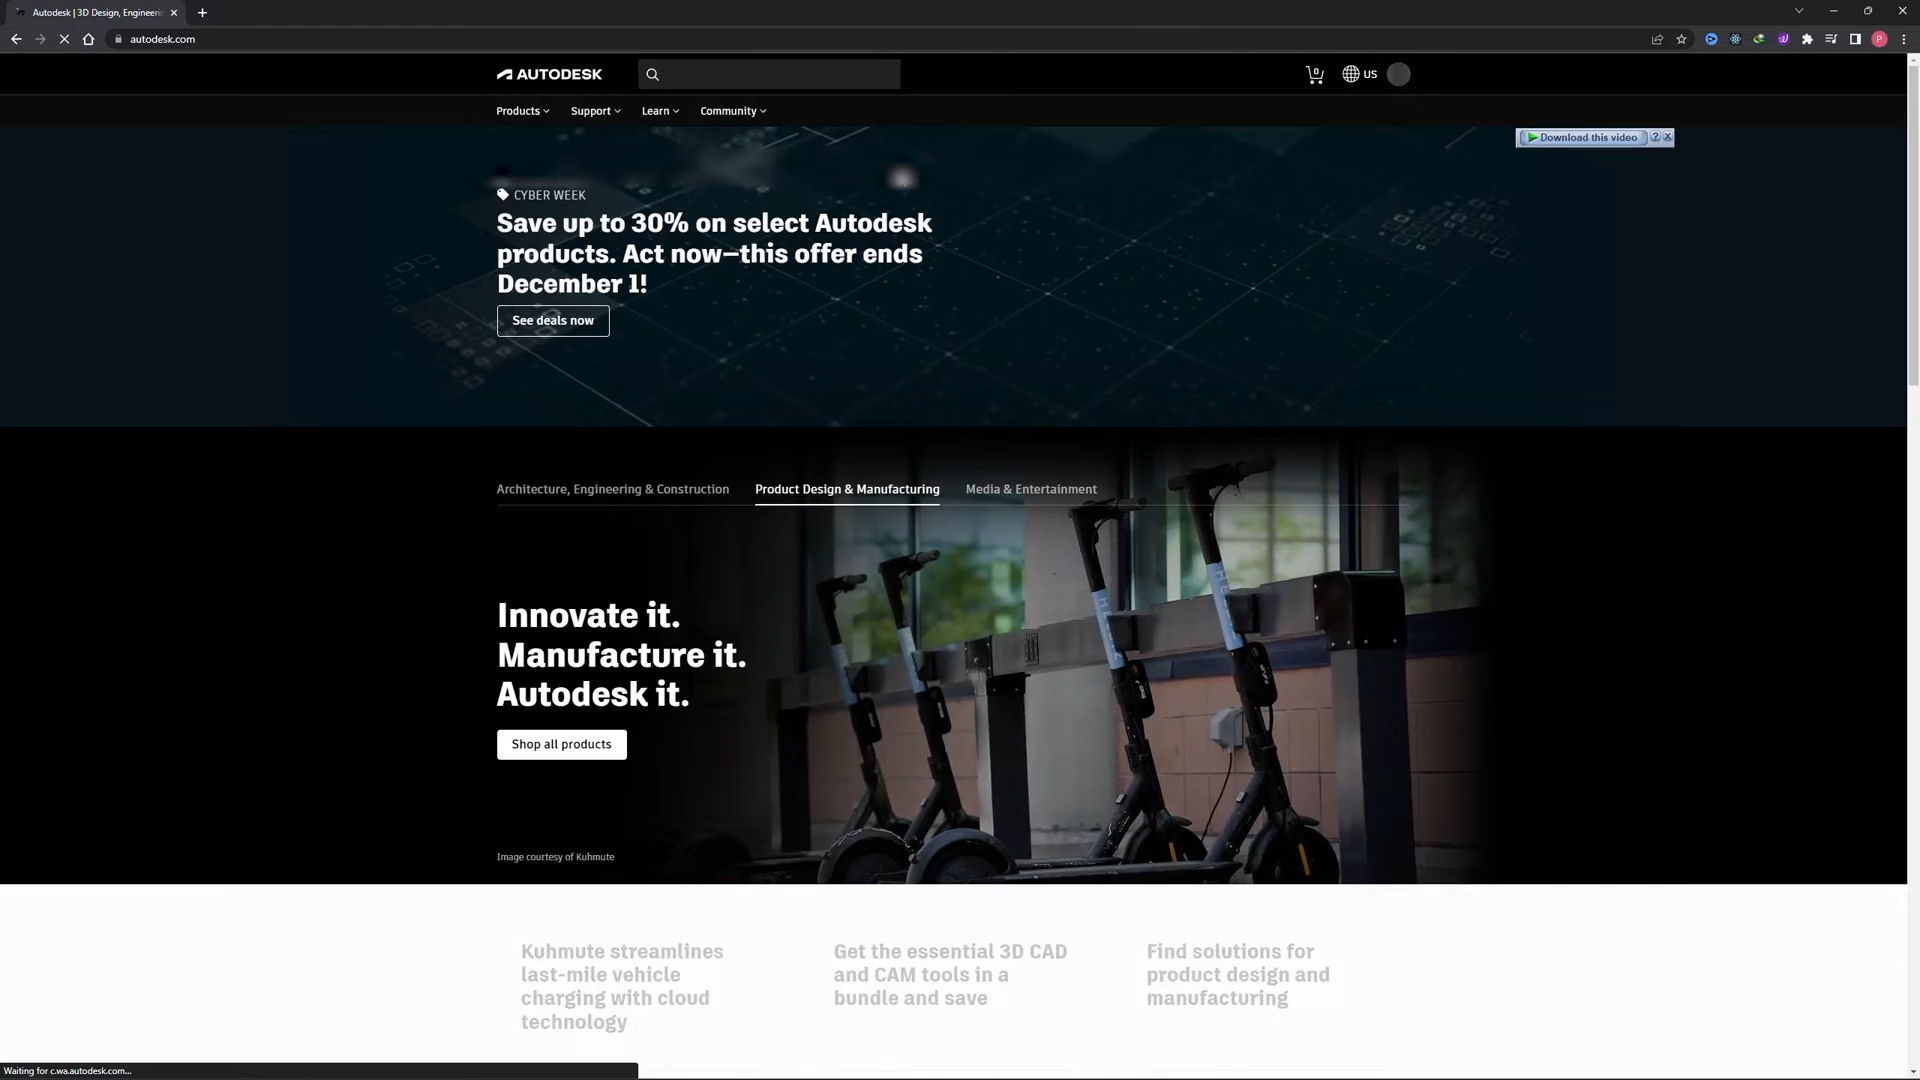 Autodesk | 3D Design, Engineerin
autodesk.com
AUTODESK
0
US
Products
Support
Learn
Community
Download this video
?
CYBER WEEK
Save up to 30% on select Autodesk
products. Act now—this offer ends
December 1!
See deals now
Architecture, Engineering & Construction
Product Design & Manufacturing
Media & Entertainment
Innovate it.
Manufacture it.
Autodesk it.
Shop all products
Image courtesy of Kuhmute
Kuhmute streamlines
last-mile vehicle
charging with cloud
technology
Get the essential 3D CAD
and CAM tools in a
bundle and save
Find solutions for
product design and
manufacturing
Waiting for c.wa.autodesk.com...
P